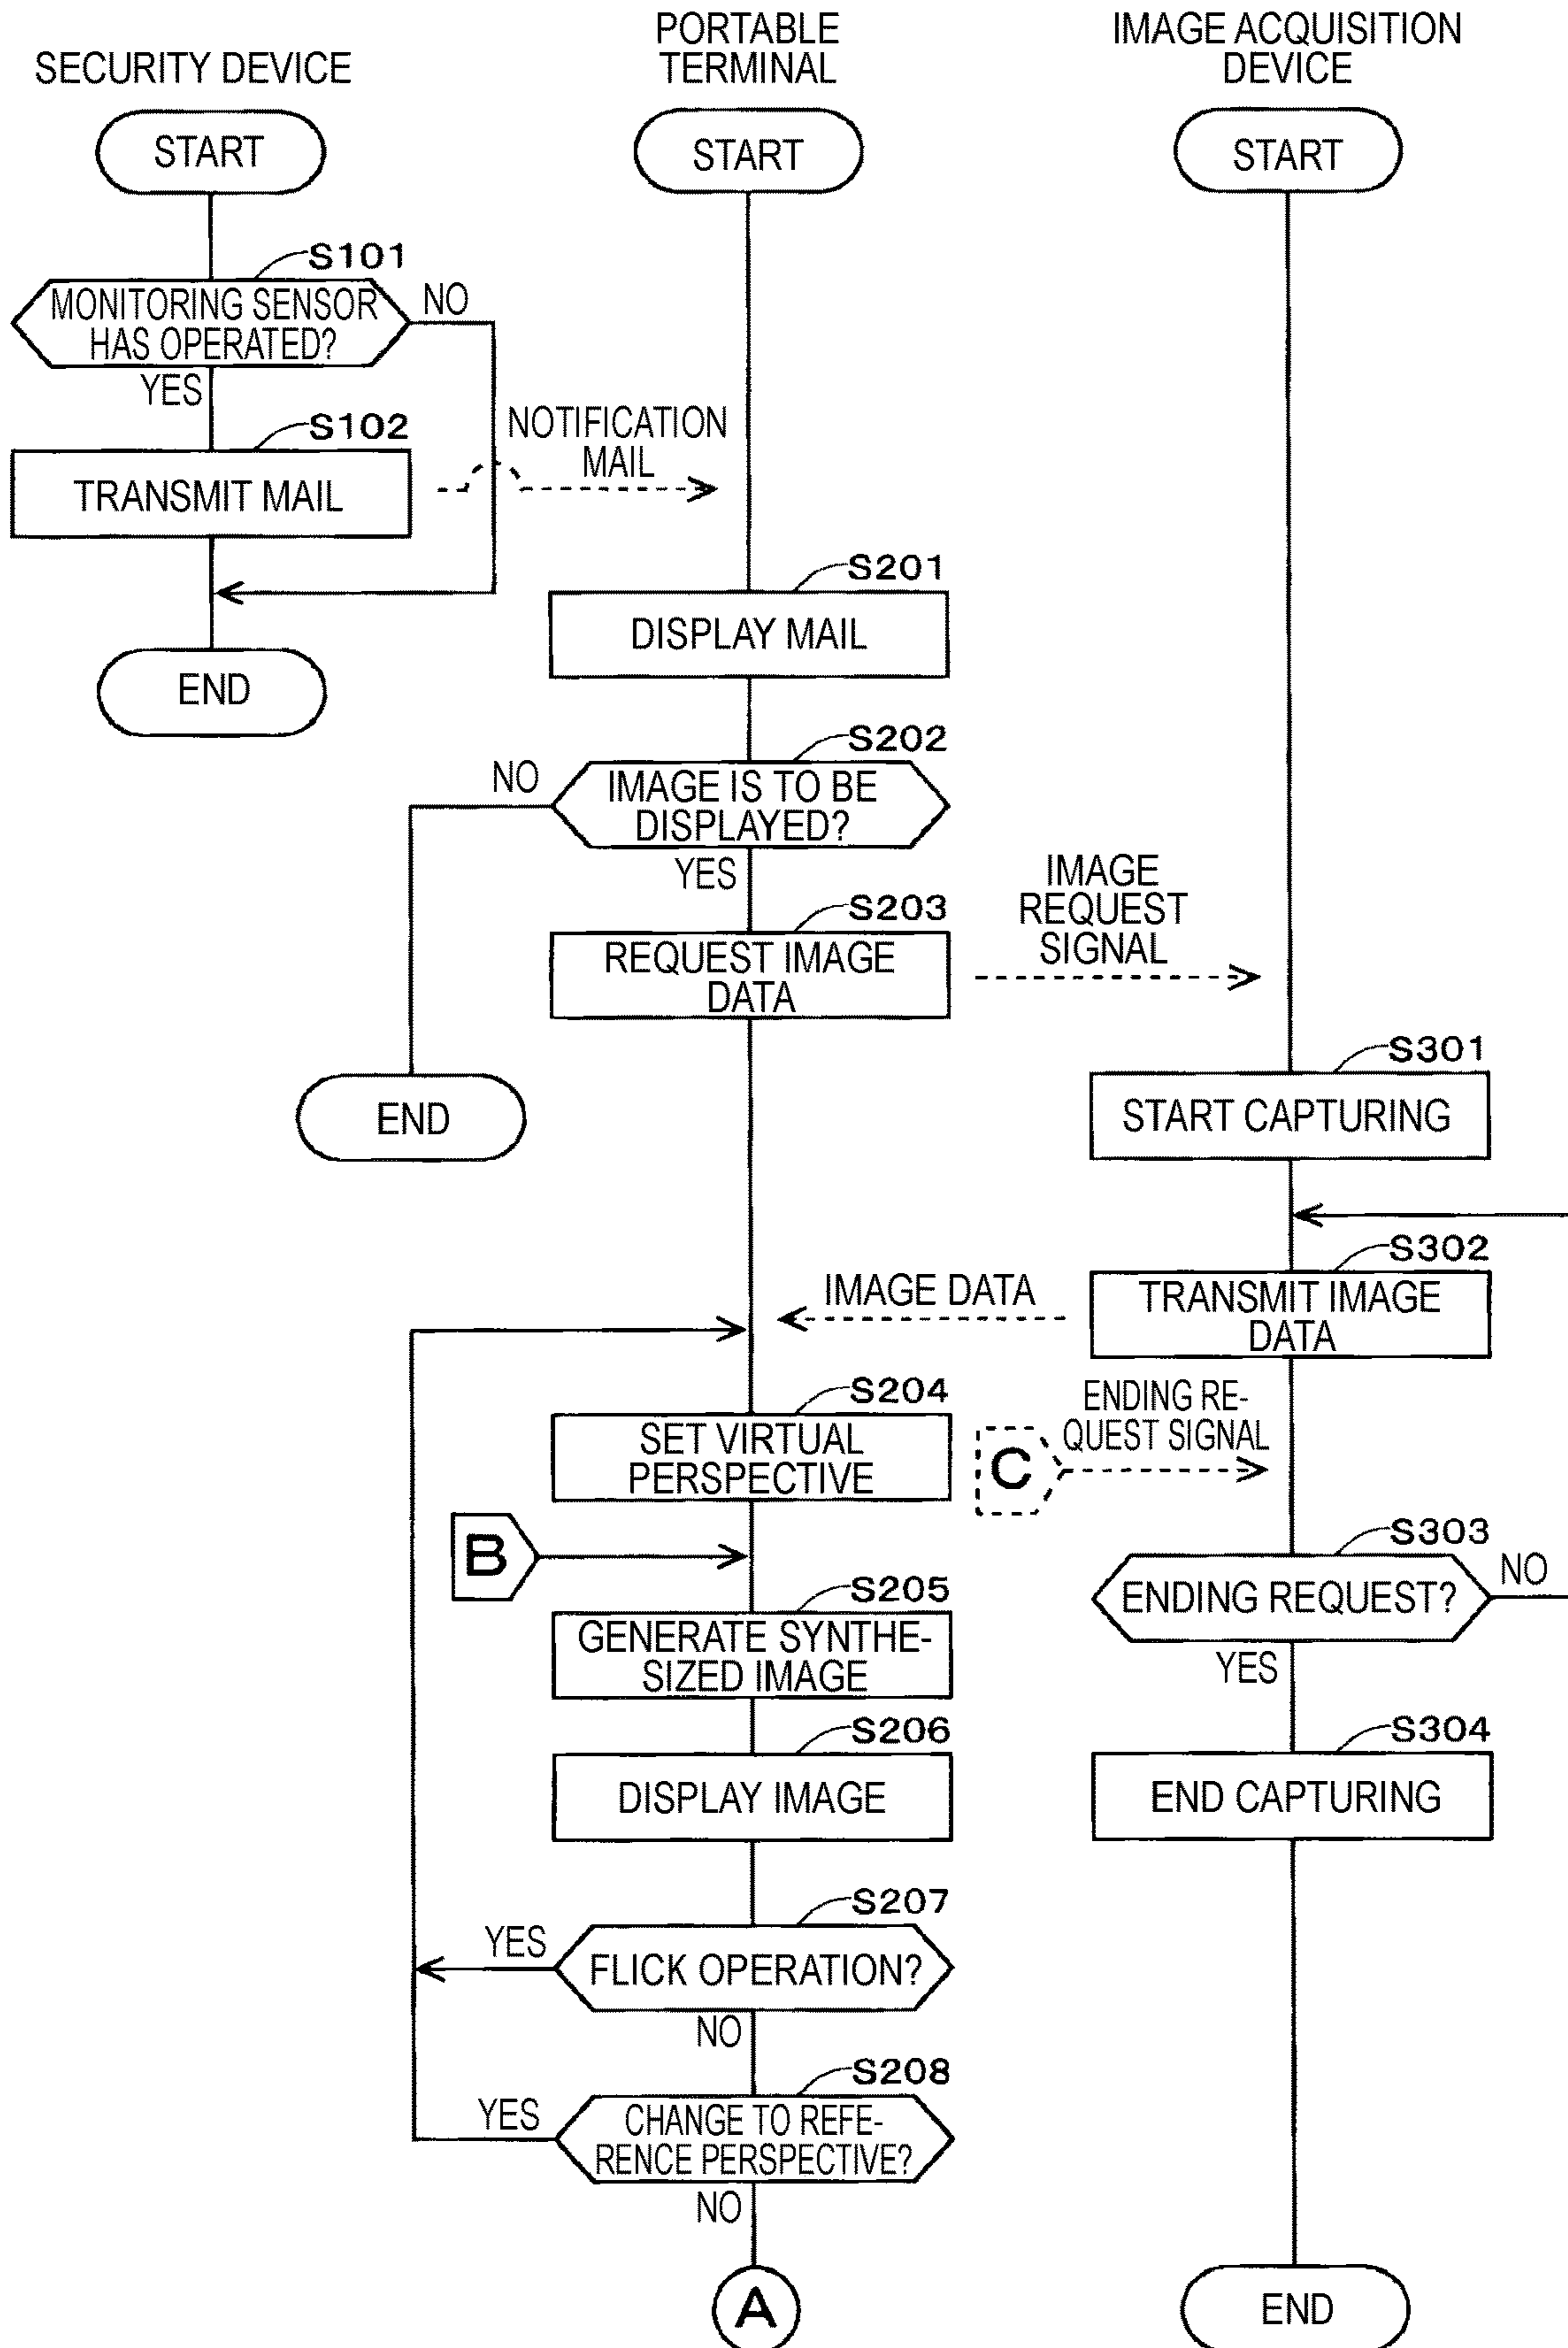 SECURITY DEVICE
PORTABLE
TERMINAL
IMAGE ACQUISITION
DEVICE
START
START
START
S101
MONITORING SENSOR
HAS OPERATED?
NO
YES
S102
TRANSMIT MAIL
NOTIFICATION
MAIL
S201
DISPLAY MAIL
END
S202
NO
IMAGE IS TO BE
DISPLAYED?
YES
IMAGE
REQUEST
SIGNAL
S203
REQUEST IMAGE
DATA
END
S301
START CAPTURING
S302
IMAGE DATA
TRANSMIT IMAGE
DATA
S204
SET VIRTUAL
PERSPECTIVE
C
ENDING RE-
QUEST SIGNAL
B
S303
ENDING REQUEST?
NO
YES
S205
GENERATE SYNTHE-
SIZED IMAGE
S206
DISPLAY IMAGE
S304
END CAPTURING
S207
YES
FLICK OPERATION?
NO
S208
YES
CHANGE TO REFE-
RENCE PERSPECTIVE?
NO
A
END